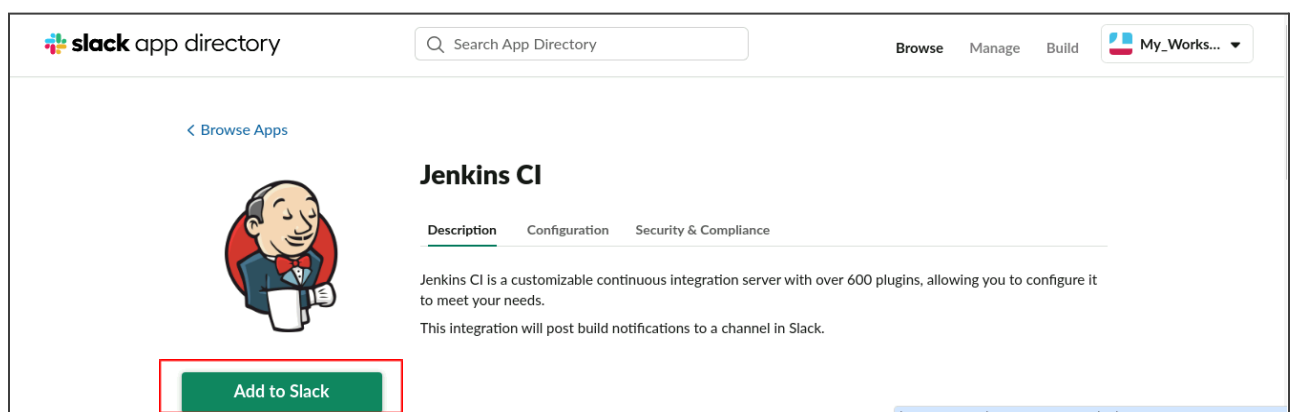 slack app directory
Search App Directory
Browse
Manage
Build
My_Works...
Browse Apps
Jenkins CI
Description
Configuration
Security & Compliance
Jenkins CI is a customizable continuous integration server with over 600 plugins, allowing you to configure it
to meet your needs.
This integration will post build notifications to a channel in Slack.
Add to Slack